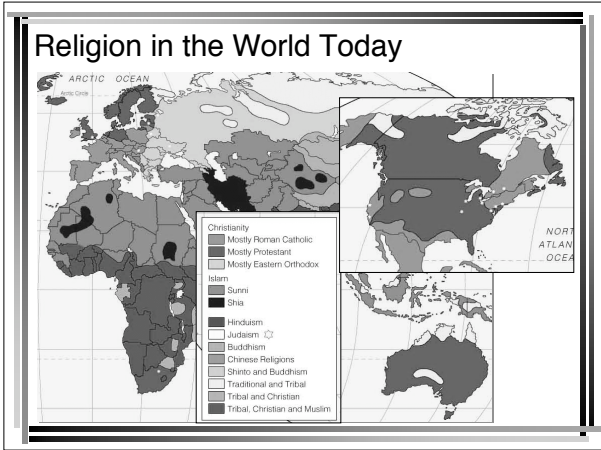 Religion in the World Today
ARCTIC OCEAN
Arctic Circle
NORT
ATLAN
OCEA
Christianity
Mostly Roman Catholic
Mostly Protestant
Mostly Eastern Orthodox
Islam
Sunni
Shia
Hinduism
Judaism
Buddhism
Chinese Religions
Shinto and Buddhism
Traditional and Tribal
Tribal and Christian
Tribal, Christian and Muslim